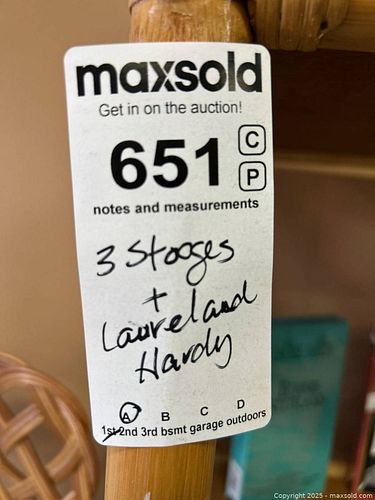 maxsold
Get in on the auction!
651
C
P
notes and measurements
3 Stooges
+
Laurel and
Hardy
A B C D
1st 2nd 3rd bsmt garage outdoors
Copyright 2025 - maxsold.com